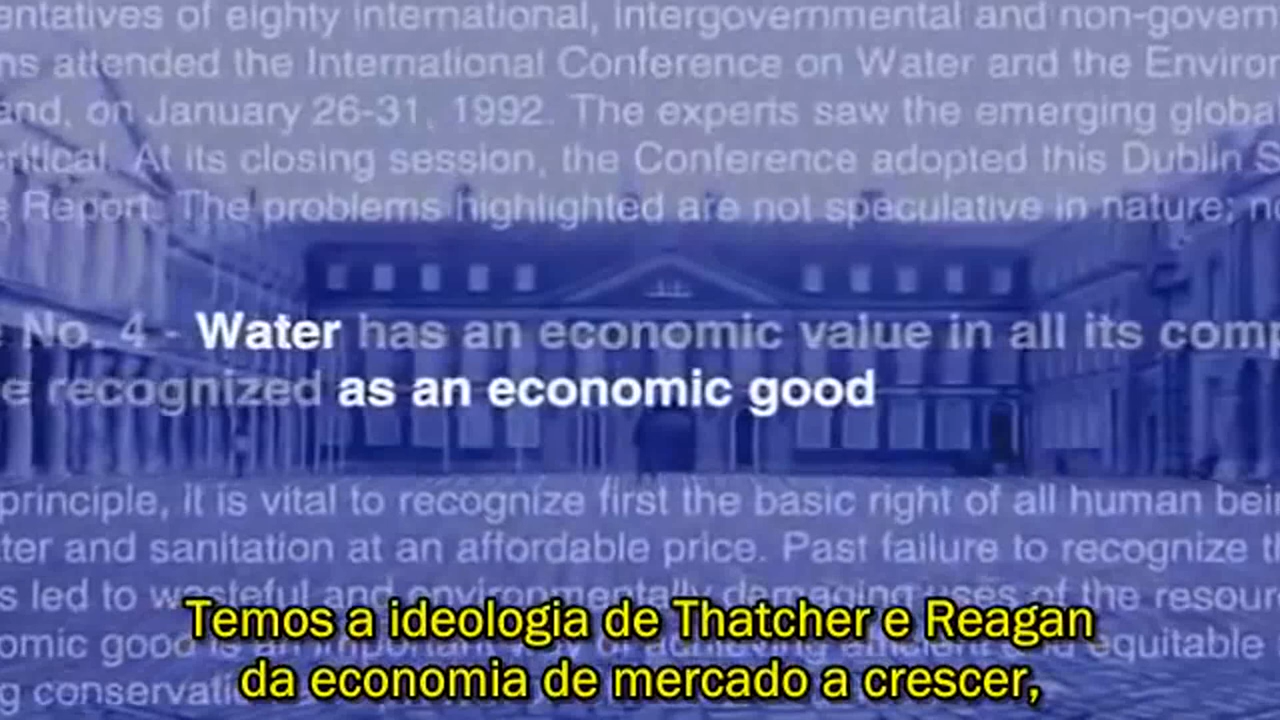 entatives of eighty international, intergovernmental and non-govern
ns attended the International Conference on Water and the Environ
and, on January 26-31, 1992. The experts saw the emerging globa
critical. At its closing session, the Conference adopted this Dublin S
e Report. The problems highlighted are not speculative in nature; n
e No. 4 - Water has an economic value in all its comp
e recognized as an economic good
principle, it is vital to recognize first the basic right of all human bei
ter and sanitation at an affordable price. Past failure to recognize t
s led to wasteful and environmentally damaging uses of the resour
omic good is an important way of achieving efficient and equitable
g conservati
Temos a ideologia de Thatcher e Reagan
da economia de mercado a crescer,